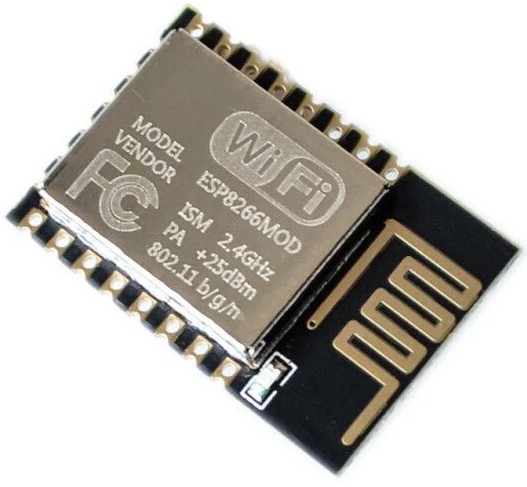 MODEL
VENDOR
WiFi
ESP8266MOD
FC
ISM 2.4GHz
PA +25dBm
802.11 b/g/n